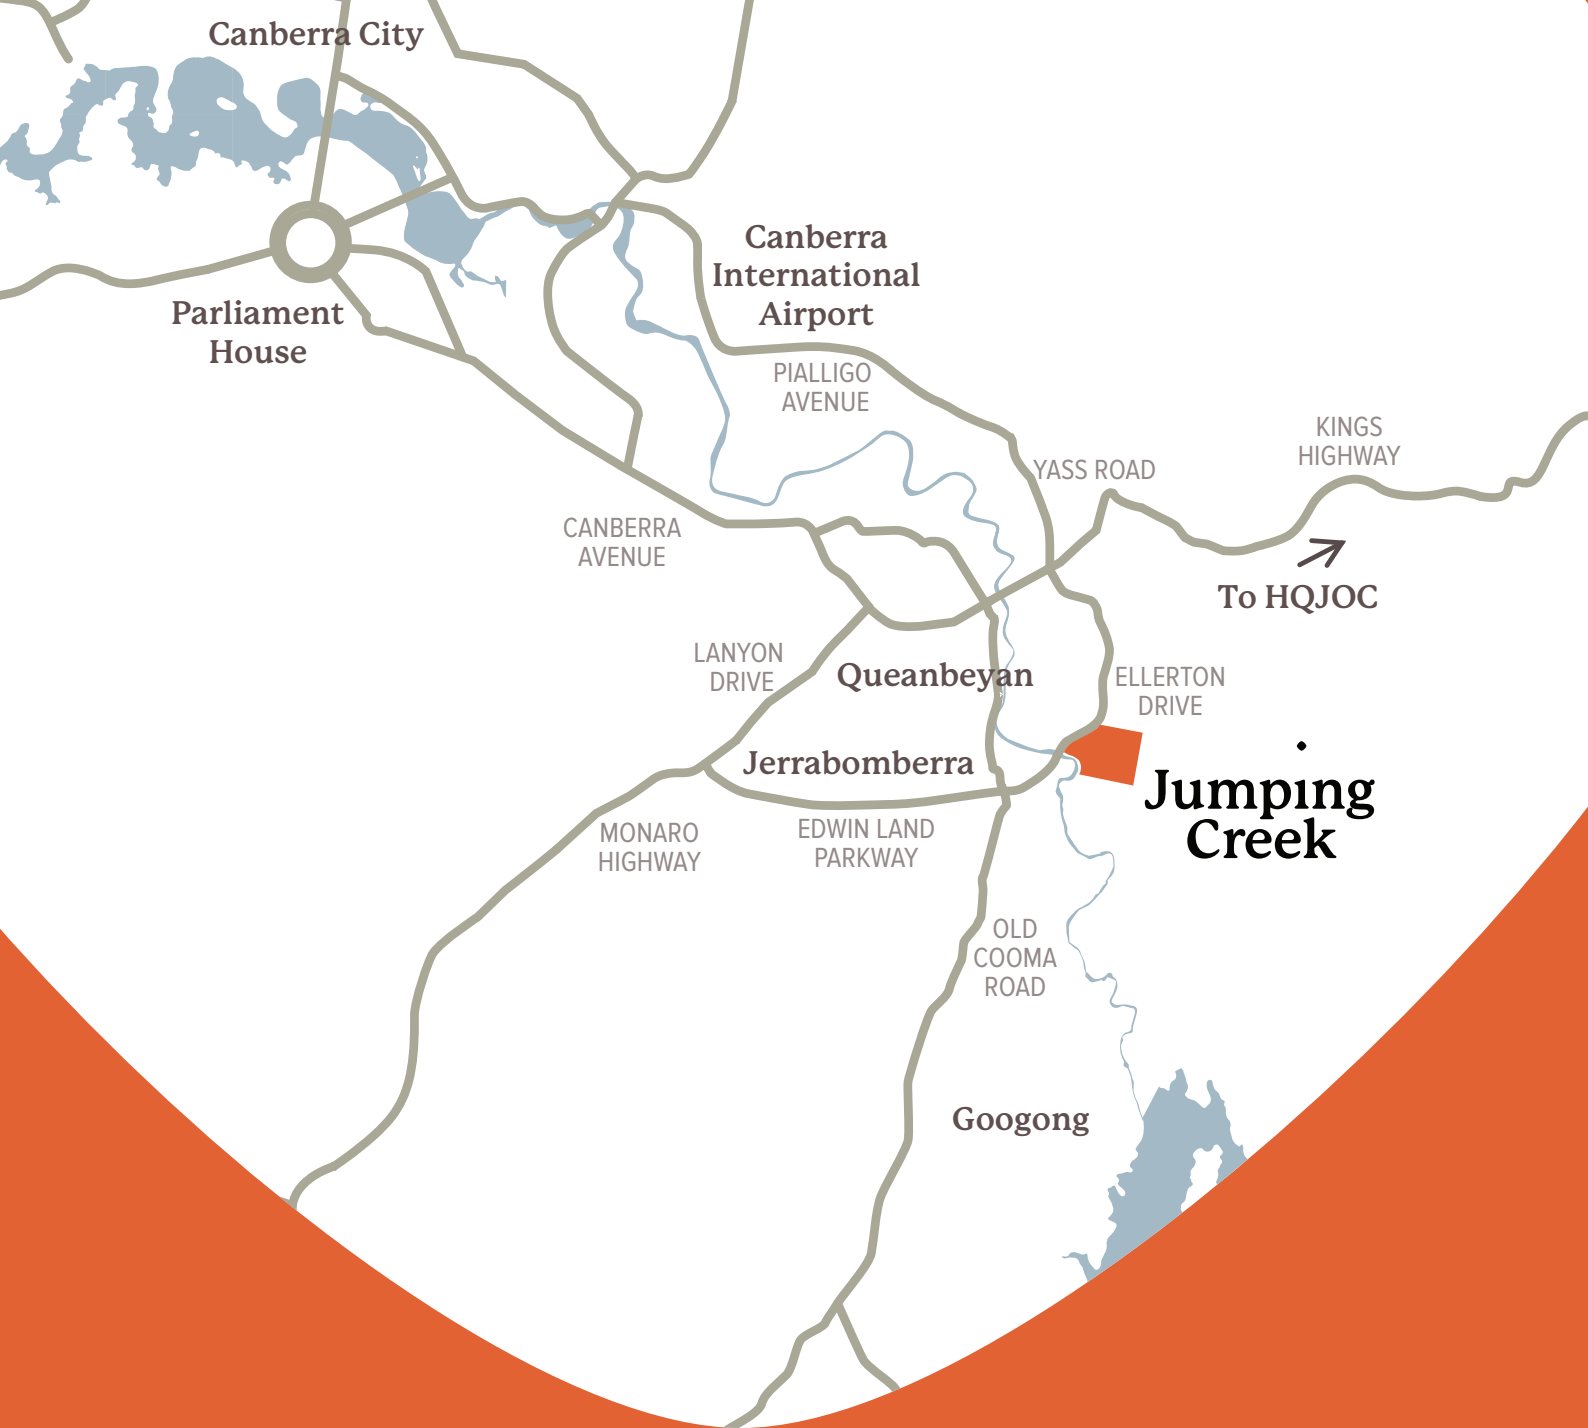 Canberra City
Canberra
International
Airport
Parliament
House
PIALLIGO
AVENUE
KINGS
HIGHWAY
YASS ROAD
CANBERRA
AVENUE
To HQJOC
LANYON
DRIVE
Queanbeyan
ELLERTON
DRIVE
Jerrabomberra
Jumping
Creek
MONARO
HIGHWAY
EDWIN LAND
PARKWAY
OLD
COOMA
ROAD
Googong